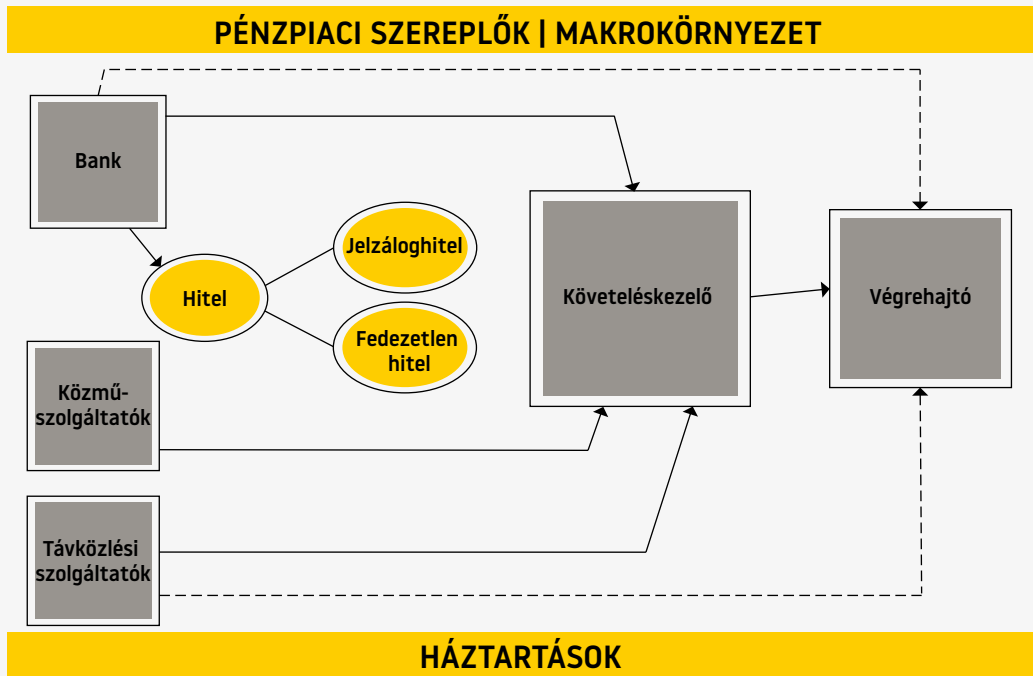 PÉNZPIACI SZEREPLŐK | MAKROKÖRNYEZET
Bank
Hitel
Jelzáloghitel
Fedezetlen
hitel
Követeléskezelő
Végrehajtó
Közmű-
szolgáltatók
Távközlési
szolgáltatók
HÁZTARTÁSOK